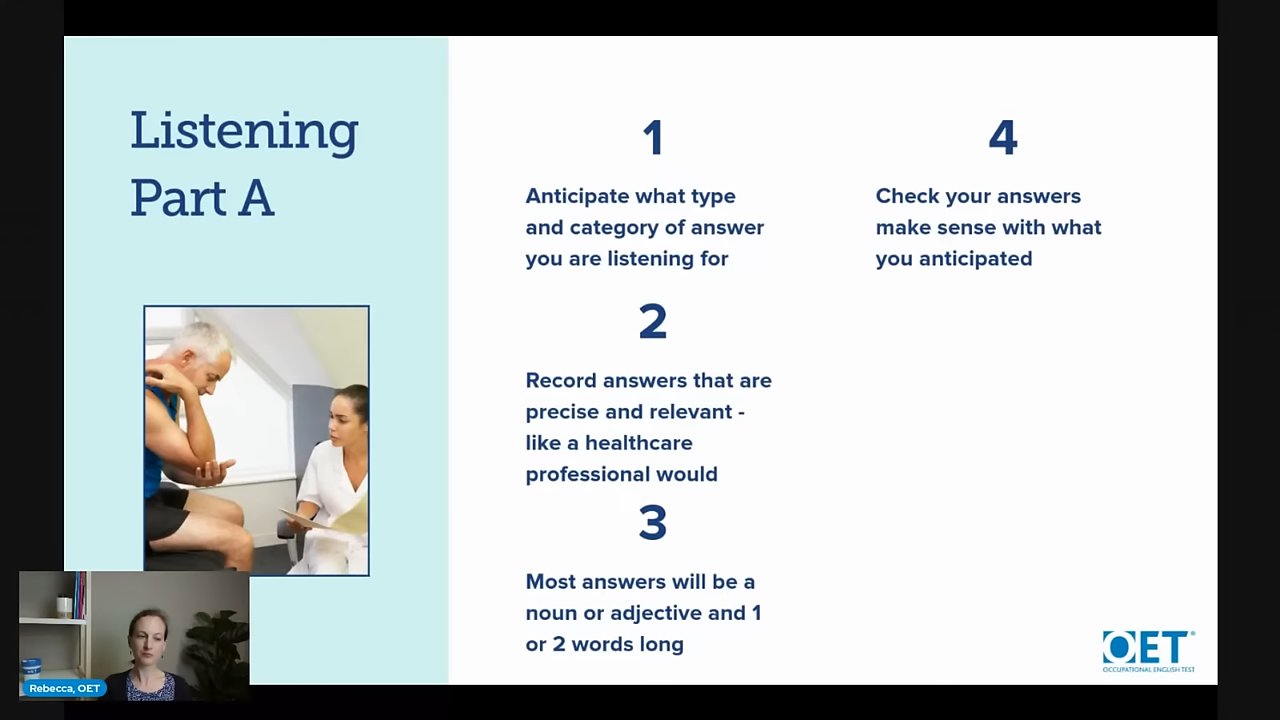 Listening
Part A
1
Anticipate what type
and category of answer
you are listening for
2
Record answers that are
precise and relevant -
like a healthcare
professional would
3
Most answers will be a
noun or adjective and 1
or 2 words long
4
Check your answers
make sense with what
you anticipated
Rebecca, OET
OET
OCCUPATIONAL ENGLISH TEST